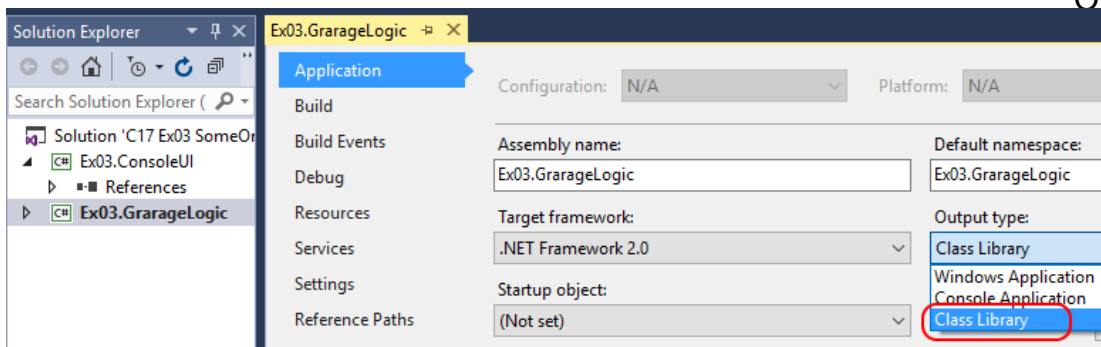 Solution Explorer
Search Solution Explorer (
Solution 'C17 Ex03 SomeOr
Ex03.ConsoleUI
References
Ex03.GrarageLogic
Ex03.GrarageLogic
Application
Build
Build Events
Debug
Resources
Services
Settings
Reference Paths
Configuration: N/A Platform: N/A
Assembly name: Default namespace:
Ex03.GrarageLogic Ex03.GrarageLogic
Target framework: Output type:
.NET Framework 2.0 Class Library
Windows Application
Startup object: Console Application
(Not set) Class Library